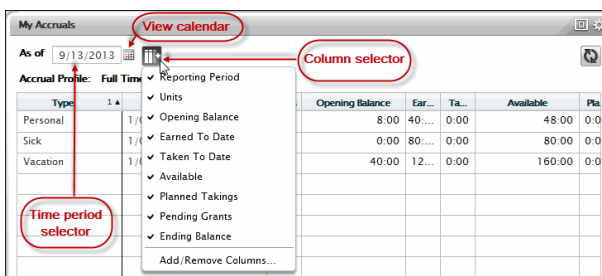 My Accruals
View calendar
As of 9/13/2013
Column selector
Accrual Profile: Full Time
Type 1 Opening Balance Ear... Ta... Available Pla
Personal 1/0 8:00 40:... 0:00 48:00 0:0
Sick 1/0 0:00 80:... 0:00 80:00 0:0
Vacation 1/0 40:00 12... 0:00 160:00 0:0
Reporting Period
Units
Opening Balance
Earned To Date
Taken To Date
Available
Planned Takings
Pending Grants
Ending Balance
Add/Remove Columns...
Time period
selector